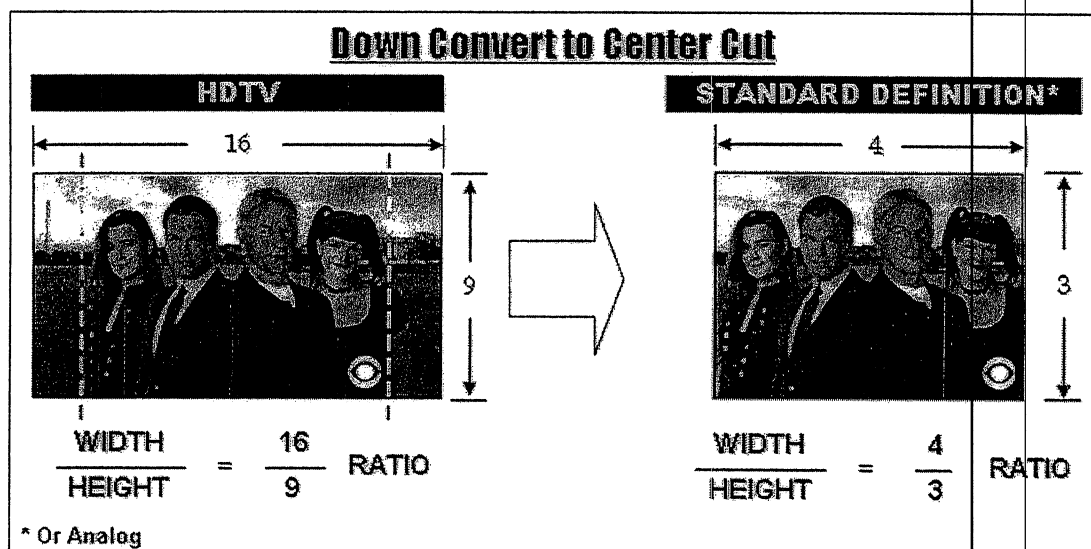 Down Convert to Center Cut
HDTV
STANDARD DEFINITION*
16
4
9
3
WIDTH
HEIGHT
=
16
9
RATIO
WIDTH
HEIGHT
=
4
3
RATIO
* Or Analog